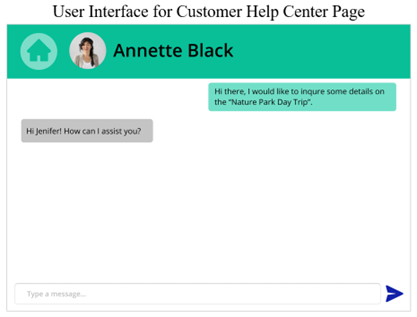 User Interface for Customer Help Center Page
Annette Black
Hi there, I would like to inqure some details on
the “Nature Park Day Trip”.
Hi Jenifer! How can I assist you?
Type a message...